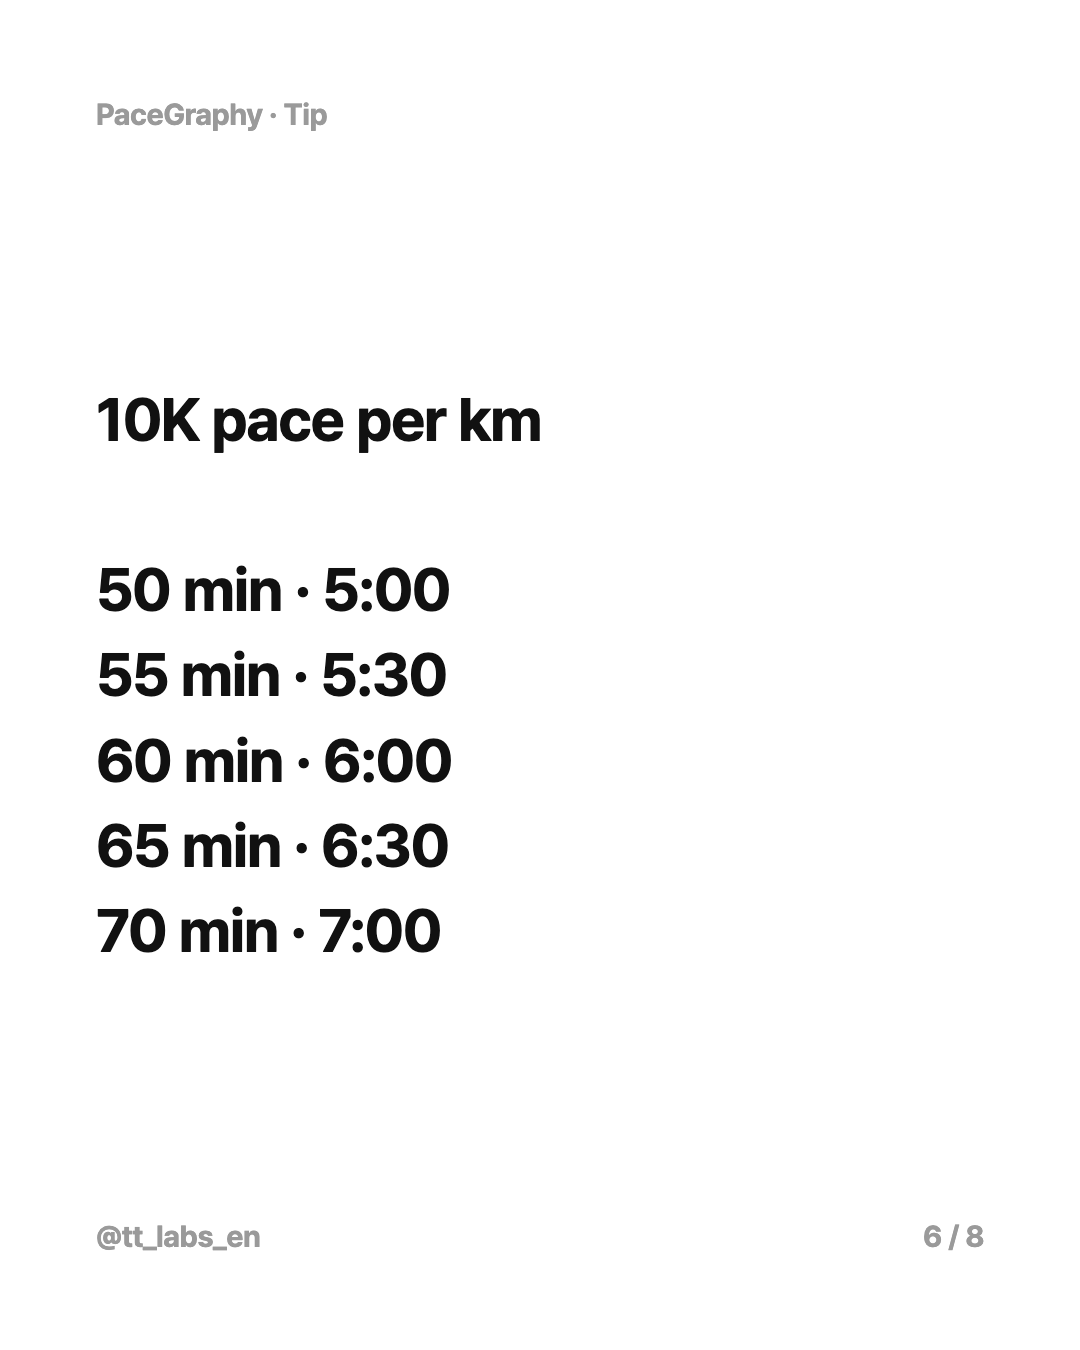 PaceGraphy · Tip
10K pace per km
50 min · 5:00
55 min · 5:30
60 min · 6:00
65 min · 6:30
70 min · 7:00
@tt_labs_en
6 / 8